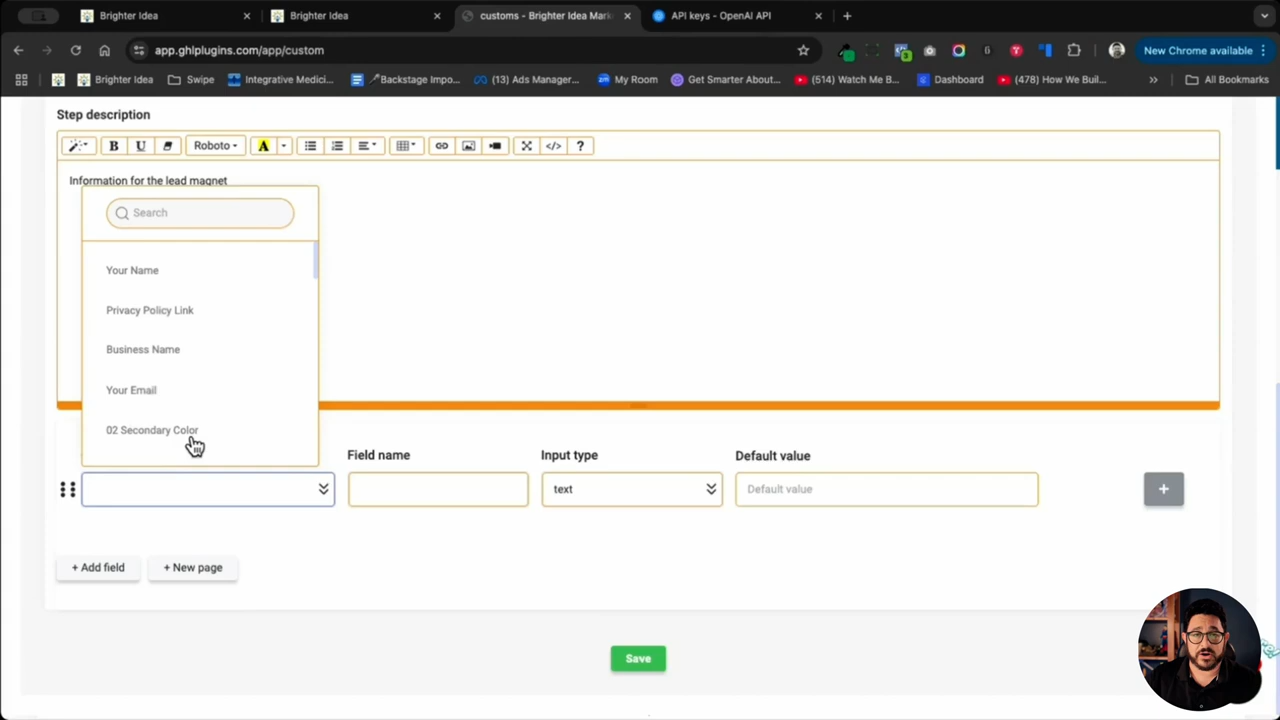 Brighter Idea
Brighter Idea
customs - Brighter Idea Mark
API keys - OpenAI API
app.ghlplugins.com/app/custom
New Chrome available
Brighter Idea
Swipe
Integrative Medici...
Backstage Impo...
(13) Ads Manager...
My Room
Get Smarter About...
(514) Watch Me B...
Dashboard
(478) How We Buil...
All Bookmarks
Step description
B U Roboto A </> ?
Information for the lead magnet
Search
Your Name
Privacy Policy Link
Business Name
Your Email
02 Secondary Color
Field name
Input type
Default value
text
Default value
+
+ Add field
+ New page
Save